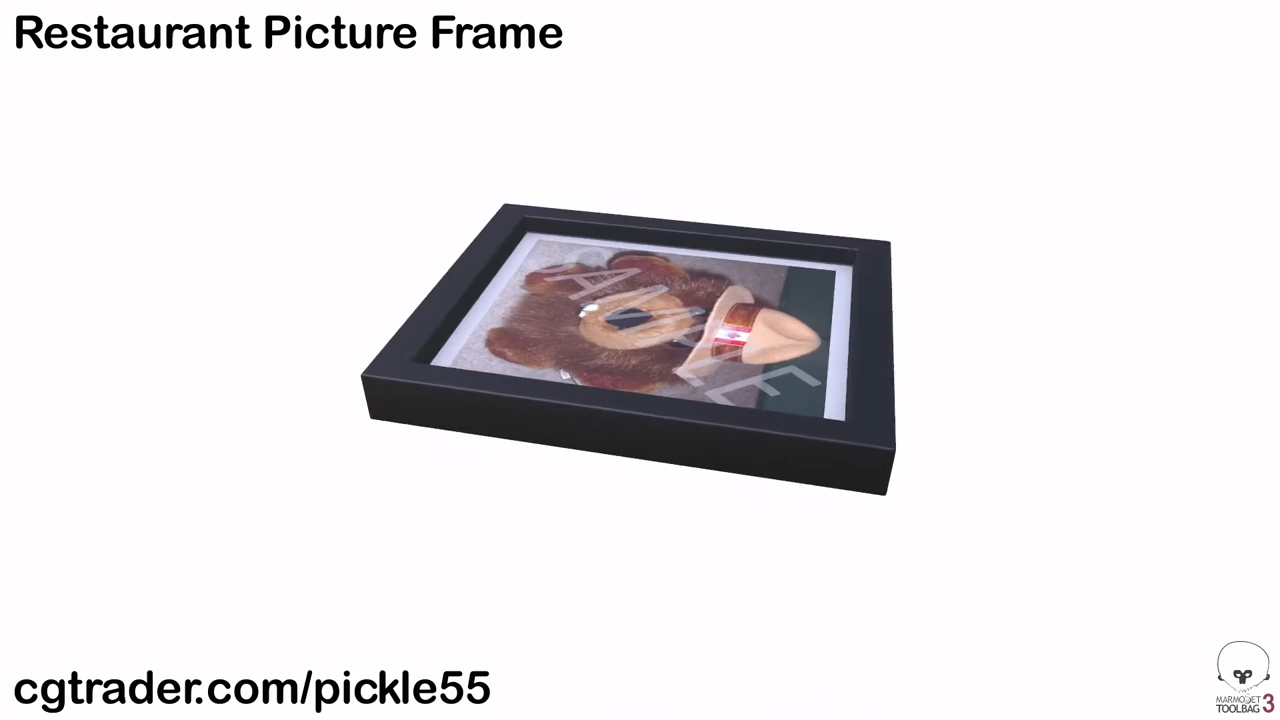 Restaurant Picture Frame
SAMPLE
cgtrader.com/pickle55
MARMOSET
TOOLBAG 3